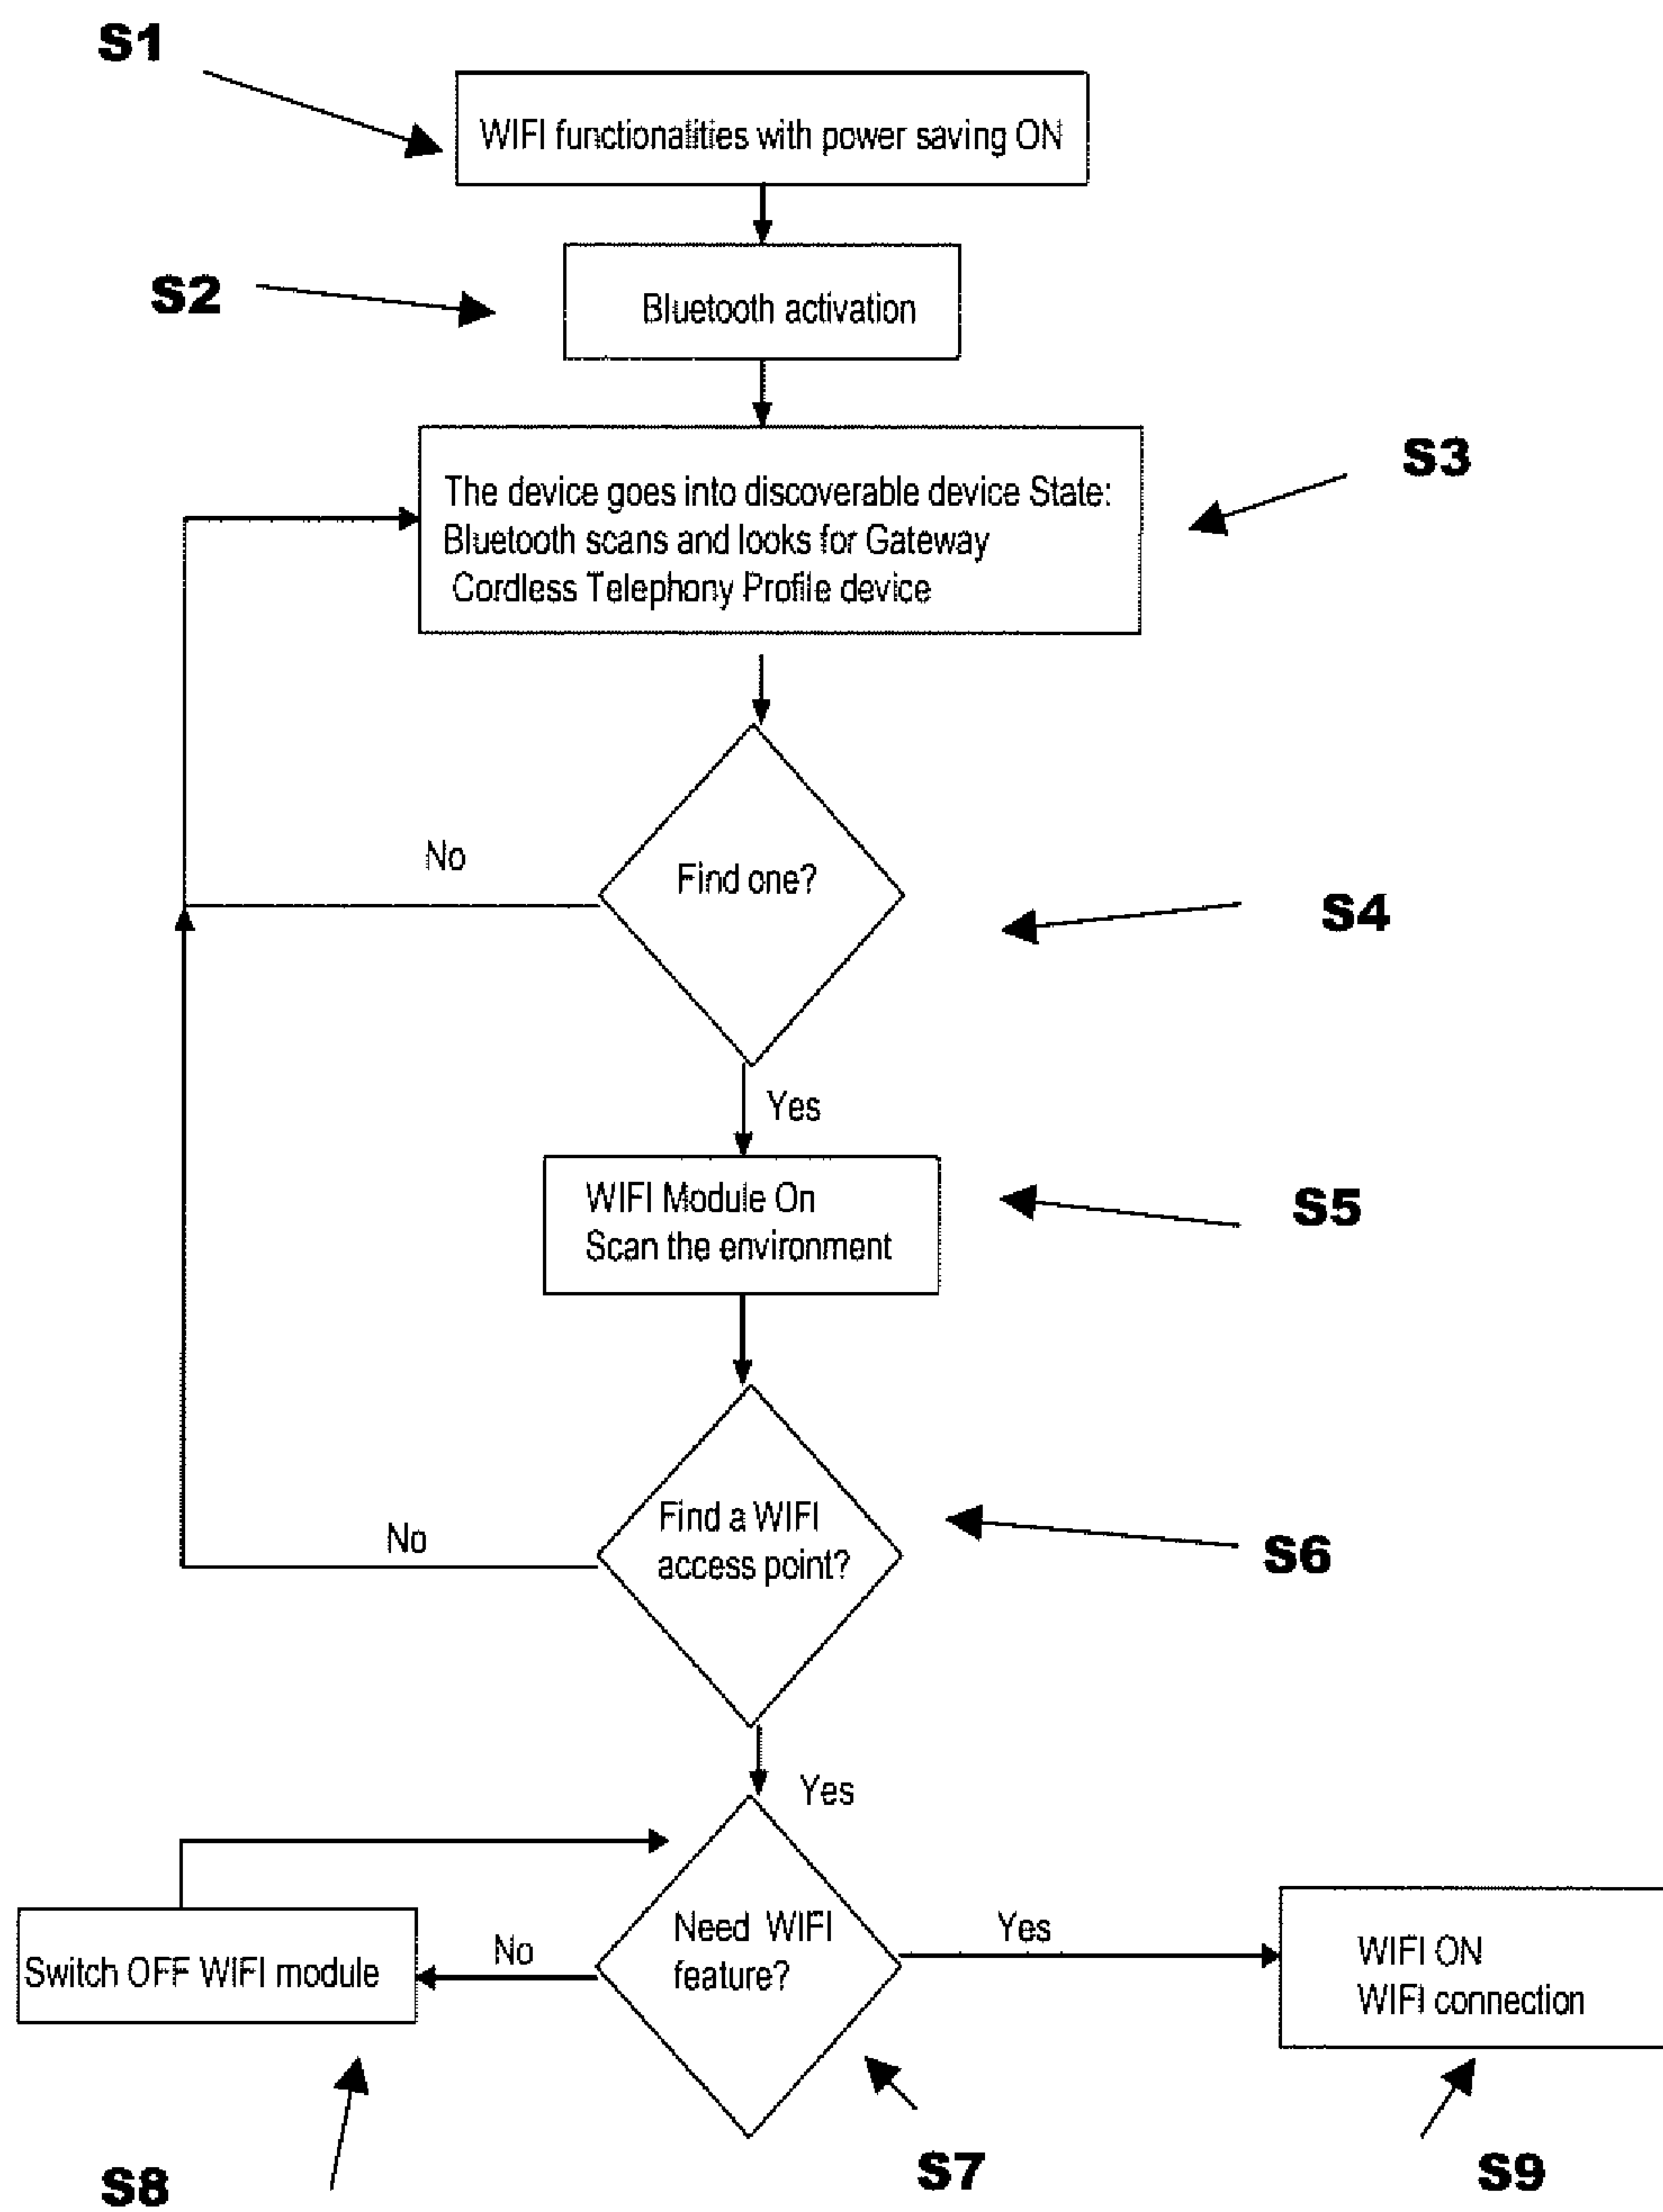 S1
WIFI functionalities with power saving ON
S2
Bluetooth activation
S3
The device goes into discoverable device State:
Bluetooth scans and looks for Gateway
Cordless Telephony Profile device
No
Find one?
S4
Yes
WIFI Module On
Scan the environment
S5
No
Find a WIFI
access point?
S6
Yes
Switch OFF WIFI module
No
Need WIFI
feature?
Yes
WIFI ON
WIFI connection
S8
S7
S9